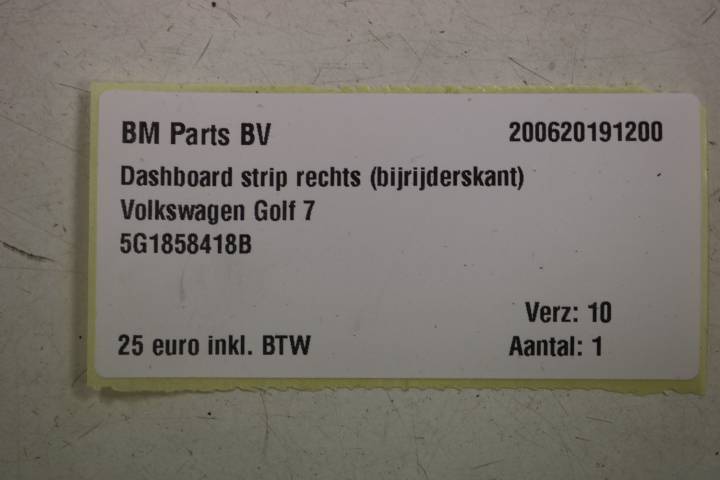 BM Parts BV 200620191200
Dashboard strip rechts (bijrijderskant)
Volkswagen Golf 7
5G1858418B
Verz: 10
25 euro inkl. BTW Aantal: 1